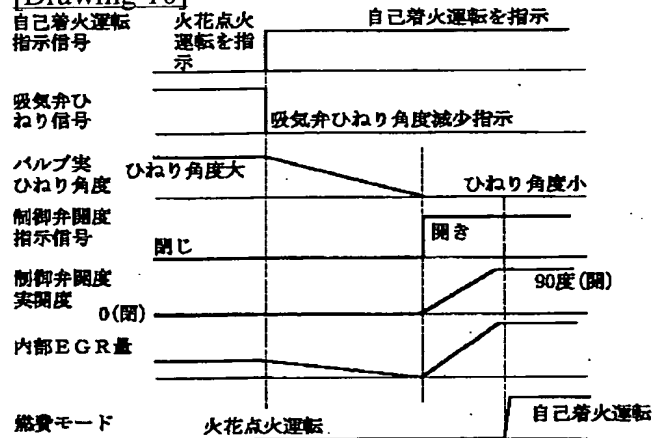 [Drawing 10]
自己着火運転
指示信号
火花点火
運転を指
示
自己着火運転を指示
吸気弁ひ
ねり信号
吸気弁ひねり角度減少指示
バルブ実
ひねり角度
ひねり角度大
ひねり角度小
制御弁開度
指示信号
閉じ
開き
制御弁開度
実開度
0(閉)
90度(開)
内部EGR量
燃費モード
火花点火運転
自己着火運転